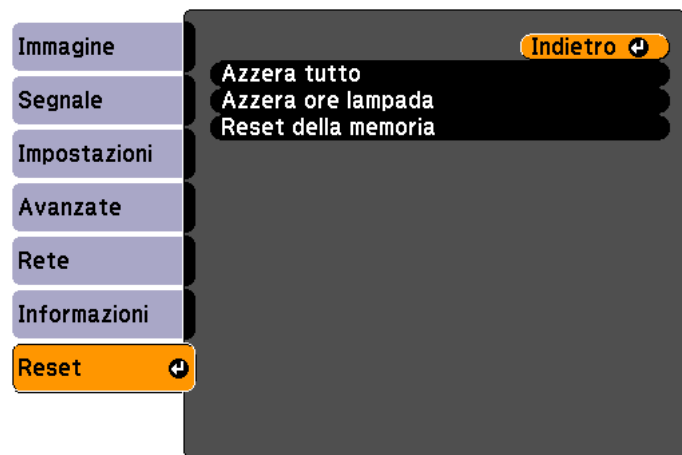 Immagine
Segnale
Impostazioni
Avanzate
Rete
Informazioni
Reset
Indietro
Azzera tutto
Azzera ore lampada
Reset della memoria